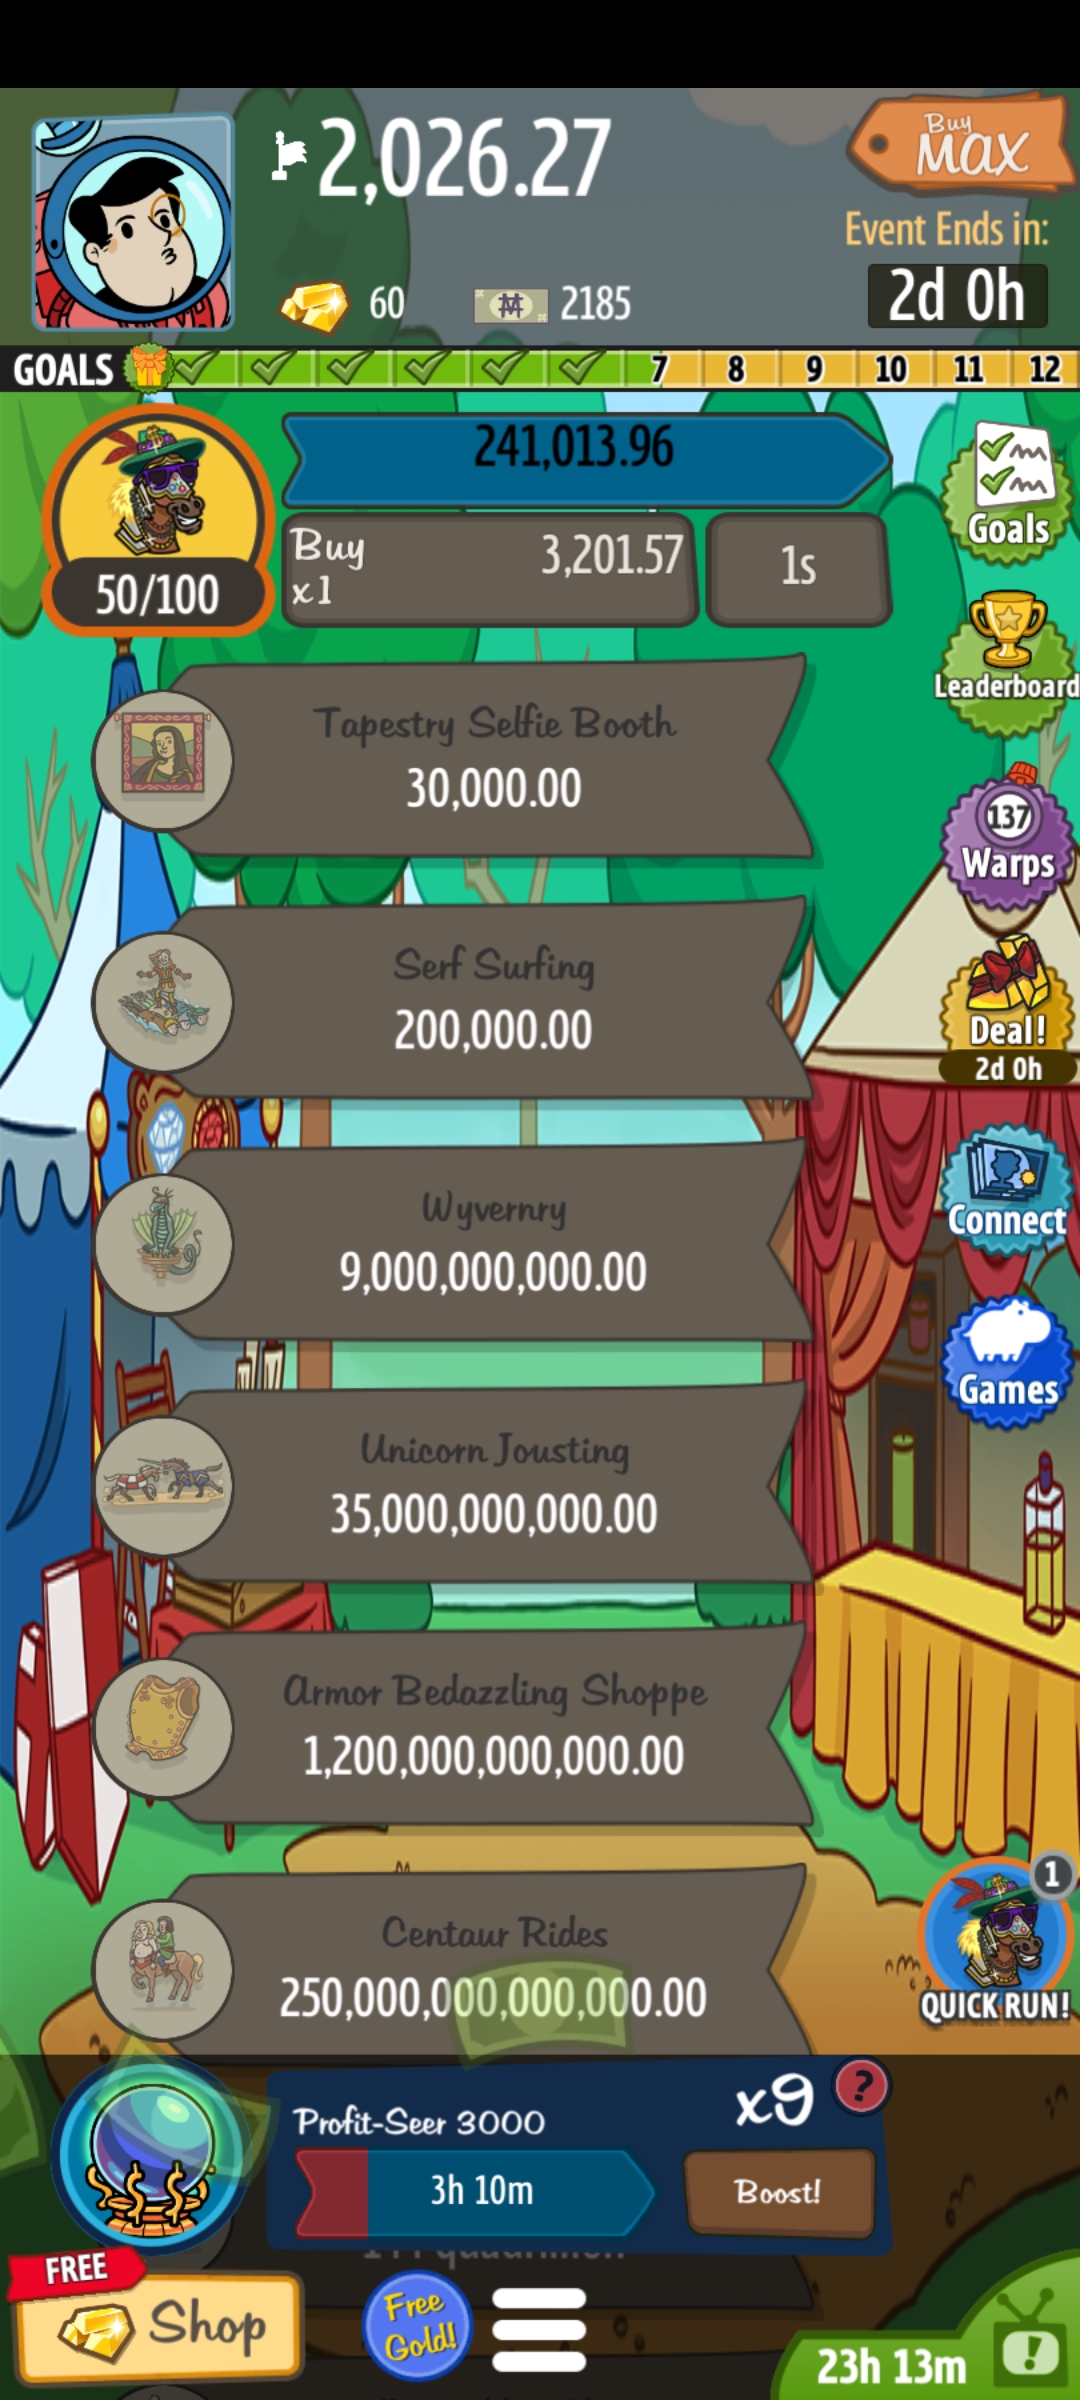 2,026.27
Buy
MAX
Event Ends in:
60
2185
2d 0h
GOALS
7 8 9 10 11 12
241,013.96
50/100
Buy
x1
3,201.57
1s
Goals
Leaderboard
137
Warps
Deal!
2d 0h
Connect
Games
Tapestry Selfie Booth
30,000.00
Serf Surfing
200,000.00
Wyvernry
9,000,000,000.00
Unicorn Jousting
35,000,000,000.00
Armor Bedazzling Shoppe
1,200,000,000,000.00
Centaur Rides
250,000,000,000,000.00
1
QUICK RUN!
Profit-Seer 3000
x9
?
3h 10m
Boost!
FREE
Shop
Free
Gold!
23h 13m
!